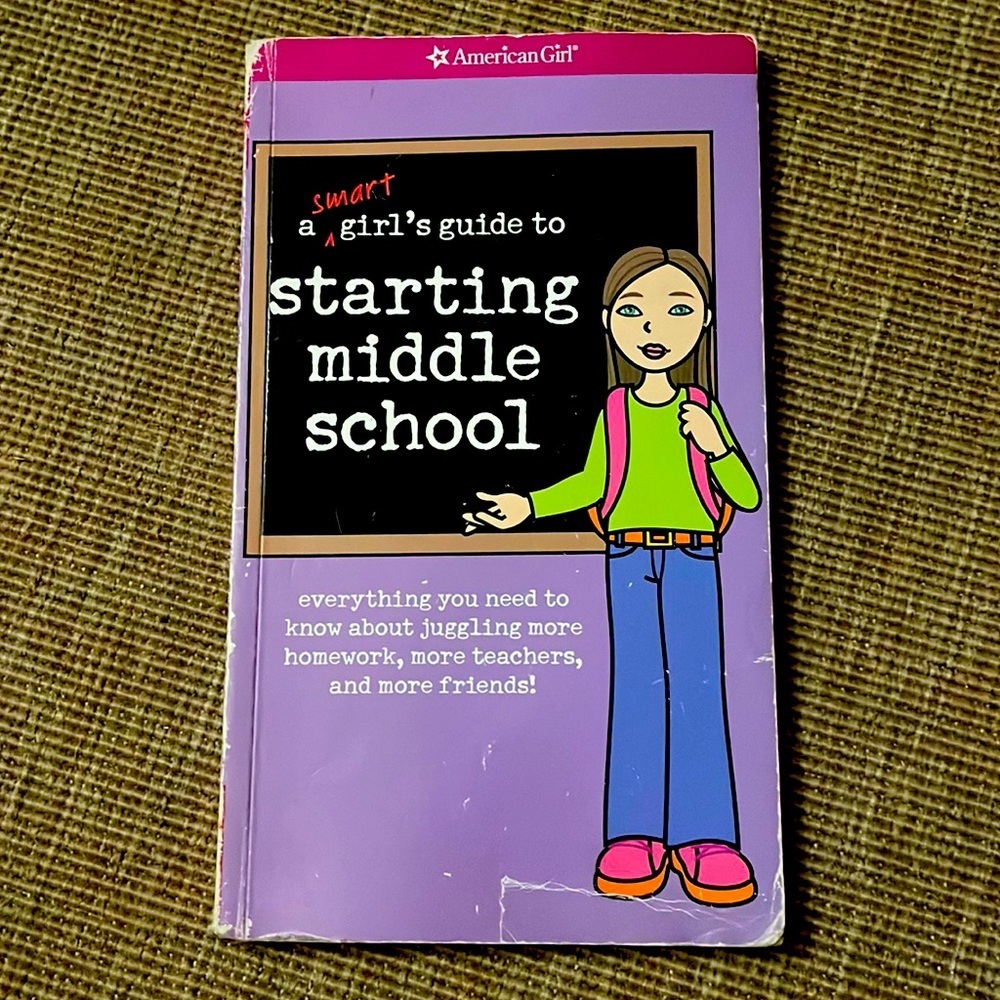 American Girl®
smart
a ^ girl's guide to
starting
middle
school
everything you need to
know about juggling more
homework, more teachers,
and more friends!